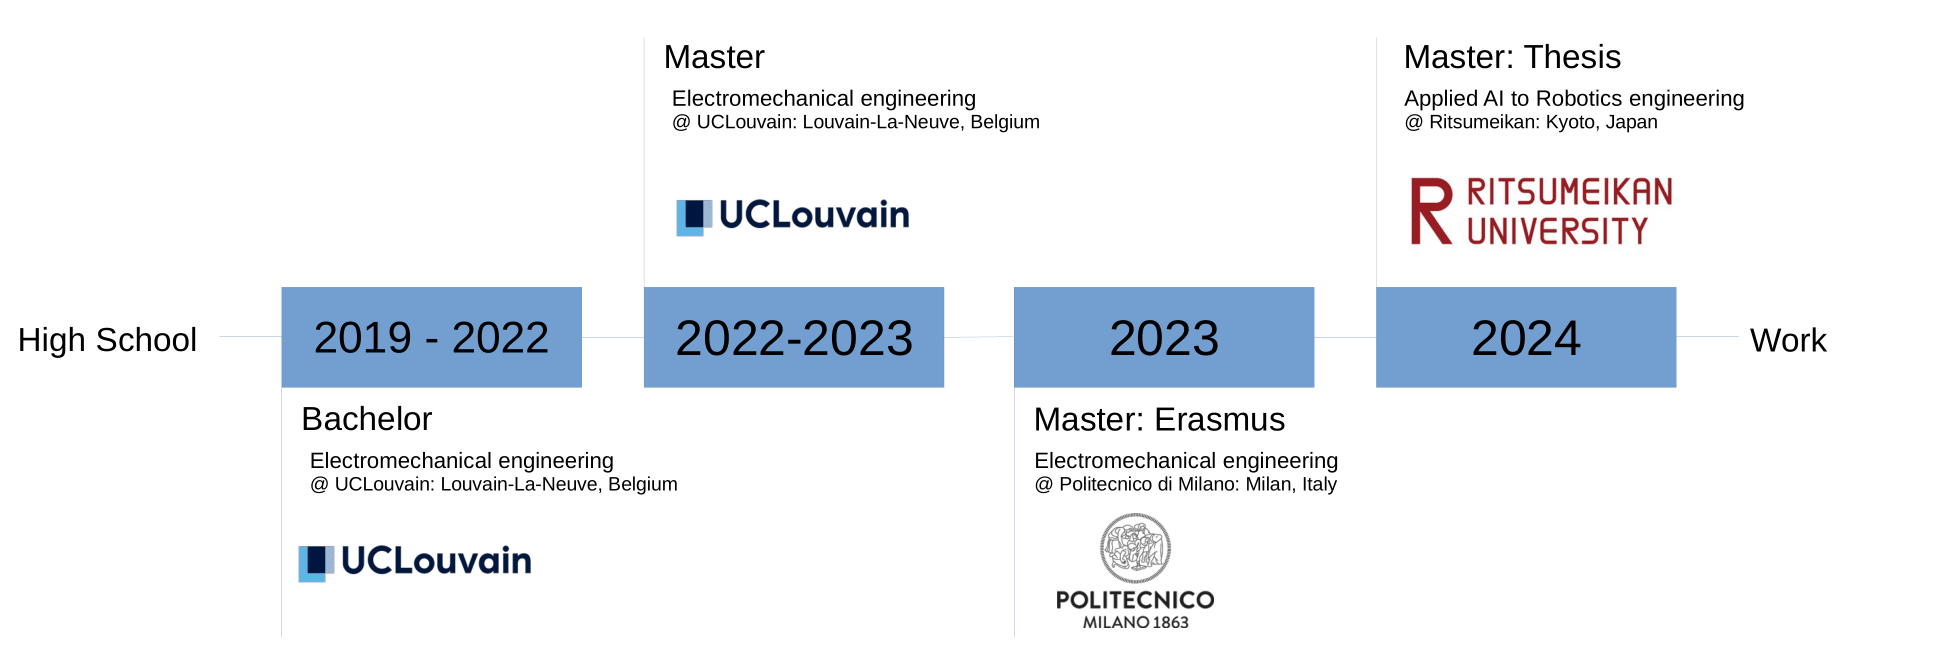 High School
2019 - 2022
Bachelor
Electromechanical engineering
@ UCLouvain: Louvain-La-Neuve, Belgium
UCLouvain
Master
Electromechanical engineering
@ UCLouvain: Louvain-La-Neuve, Belgium
UCLouvain
2022-2023
2023
Master: Erasmus
Electromechanical engineering
@ Politecnico di Milano: Milan, Italy
POLITECNICO
MILANO 1863
Master: Thesis
Applied AI to Robotics engineering
@ Ritsumeikan: Kyoto, Japan
R RITSUMEIKAN
UNIVERSITY
2024
Work